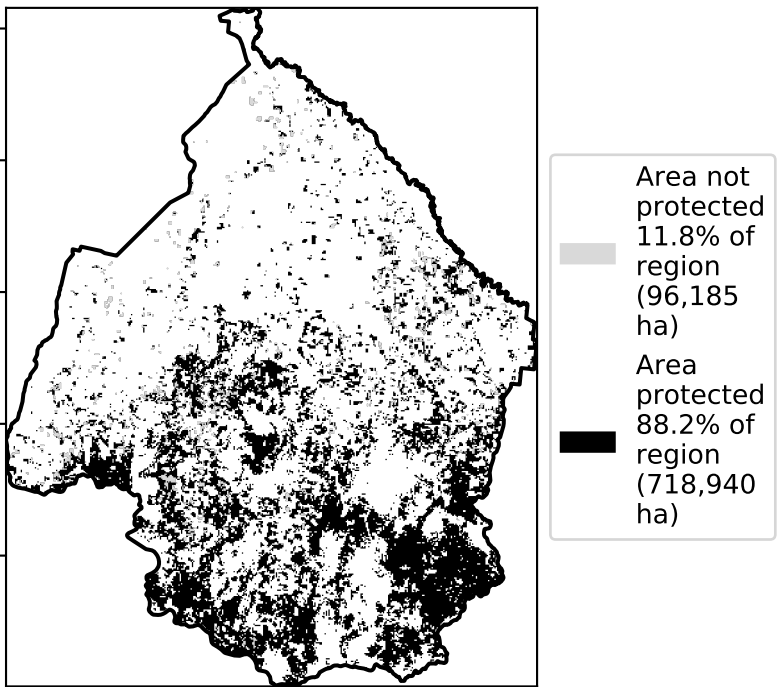 Area not
protected
11.8% of
region
(96,185
ha)
Area
protected
88.2% of
region
(718,940
ha)